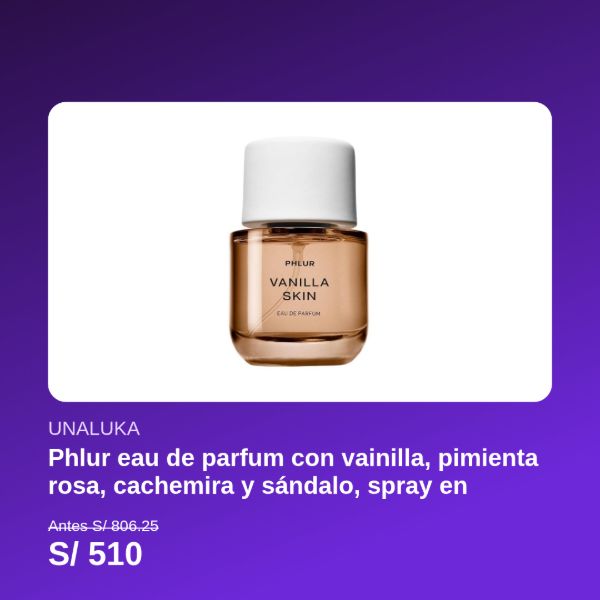 PHLUR
VANILLA
SKIN
EAU DE PARFUM
UNALUKA
Phlur eau de parfum con vainilla, pimienta
rosa, cachemira y sándalo, spray en
Antes S/ 806.25
S/ 510